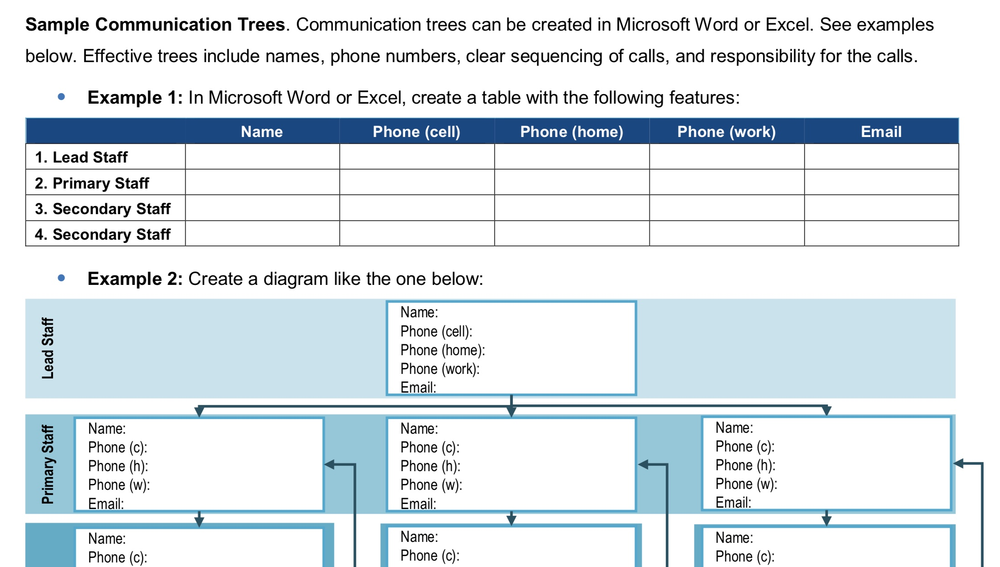 Sample Communication Trees. Communication trees can be created in Microsoft Word or Excel. See examples
below. Effective trees include names, phone numbers, clear sequencing of calls, and responsibility for the calls.
• Example 1: In Microsoft Word or Excel, create a table with the following features:
Name Phone (cell) Phone (home) Phone (work) Email
1. Lead Staff
2. Primary Staff
3. Secondary Staff
4. Secondary Staff
• Example 2: Create a diagram like the one below:
Lead Staff
Name:
Phone (cell):
Phone (home):
Phone (work):
Email:
Primary Staff
Name:
Phone (c):
Phone (h):
Phone (w):
Email:
Name:
Phone (c):
Phone (h):
Phone (w):
Email:
Name:
Phone (c):
Phone (h):
Phone (w):
Email:
Name:
Phone (c):
Name:
Phone (c):
Name:
Phone (c):